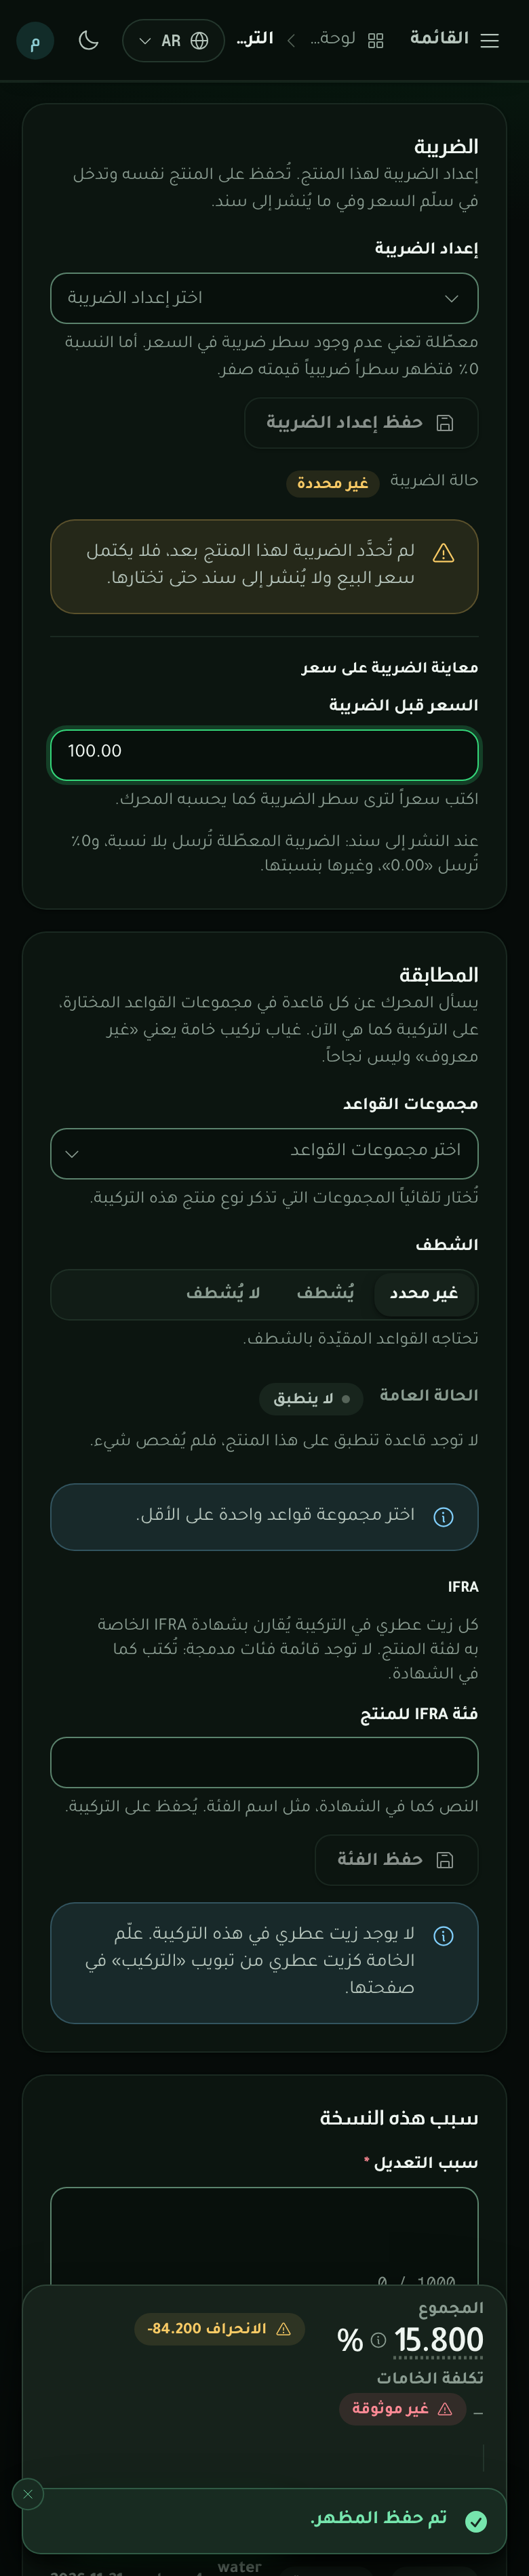 القائمة
لوحة...
التر...
AR
م
الضريبة
إعداد الضريبة لهذا المنتج. تُحفظ على المنتج نفسه وتدخل
في سلّم السعر وفي ما يُنشر إلى سند.
إعداد الضريبة
اختر إعداد الضريبة
معطّلة تعني عدم وجود سطر ضريبة في السعر. أما النسبة
0٪ فتظهر سطراً ضريبياً قيمته صفر.
حفظ إعداد الضريبة
حالة الضريبة غير محددة
لم تُحدَّد الضريبة لهذا المنتج بعد، فلا يكتمل
سعر البيع ولا يُنشر إلى سند حتى تختارها.
معاينة الضريبة على سعر
السعر قبل الضريبة
100.00
اكتب سعراً لترى سطر الضريبة كما يحسبه المحرك.
عند النشر إلى سند: الضريبة المعطّلة تُرسل بلا نسبة، و0٪
تُرسل «0.00»، وغيرها بنسبتها.
المطابقة
يسأل المحرك عن كل قاعدة في مجموعات القواعد المختارة،
على التركيبة كما هي الآن. غياب تركيب خامة يعني «غير
معروف» وليس نجاحاً.
مجموعات القواعد
اختر مجموعات القواعد
تُختار تلقائياً المجموعات التي تذكر نوع منتج هذه التركيبة.
الشطف
غير محدد
يُشطف
لا يُشطف
تحتاجه القواعد المقيّدة بالشطف.
الحالة العامة لا ينطبق
لا توجد قاعدة تنطبق على هذا المنتج، فلم يُفحص شيء.
اختر مجموعة قواعد واحدة على الأقل.
IFRA
كل زيت عطري في التركيبة يُقارن بشهادة IFRA الخاصة
به لفئة المنتج. لا توجد قائمة فئات مدمجة: تُكتب كما
في الشهادة.
فئة IFRA للمنتج
النص كما في الشهادة، مثل اسم الفئة. يُحفظ على التركيبة.
حفظ الفئة
لا يوجد زيت عطري في هذه التركيبة. علّم
الخامة كزيت عطري من تبويب «التركيب» في
صفحتها.
سبب هذه النسخة
سبب التعديل *
0 / 1000
المجموع
15.800 %
الانحراف 84.200-
تكلفة الخامات
— غير موثوقة
تم حفظ المظهر.
water